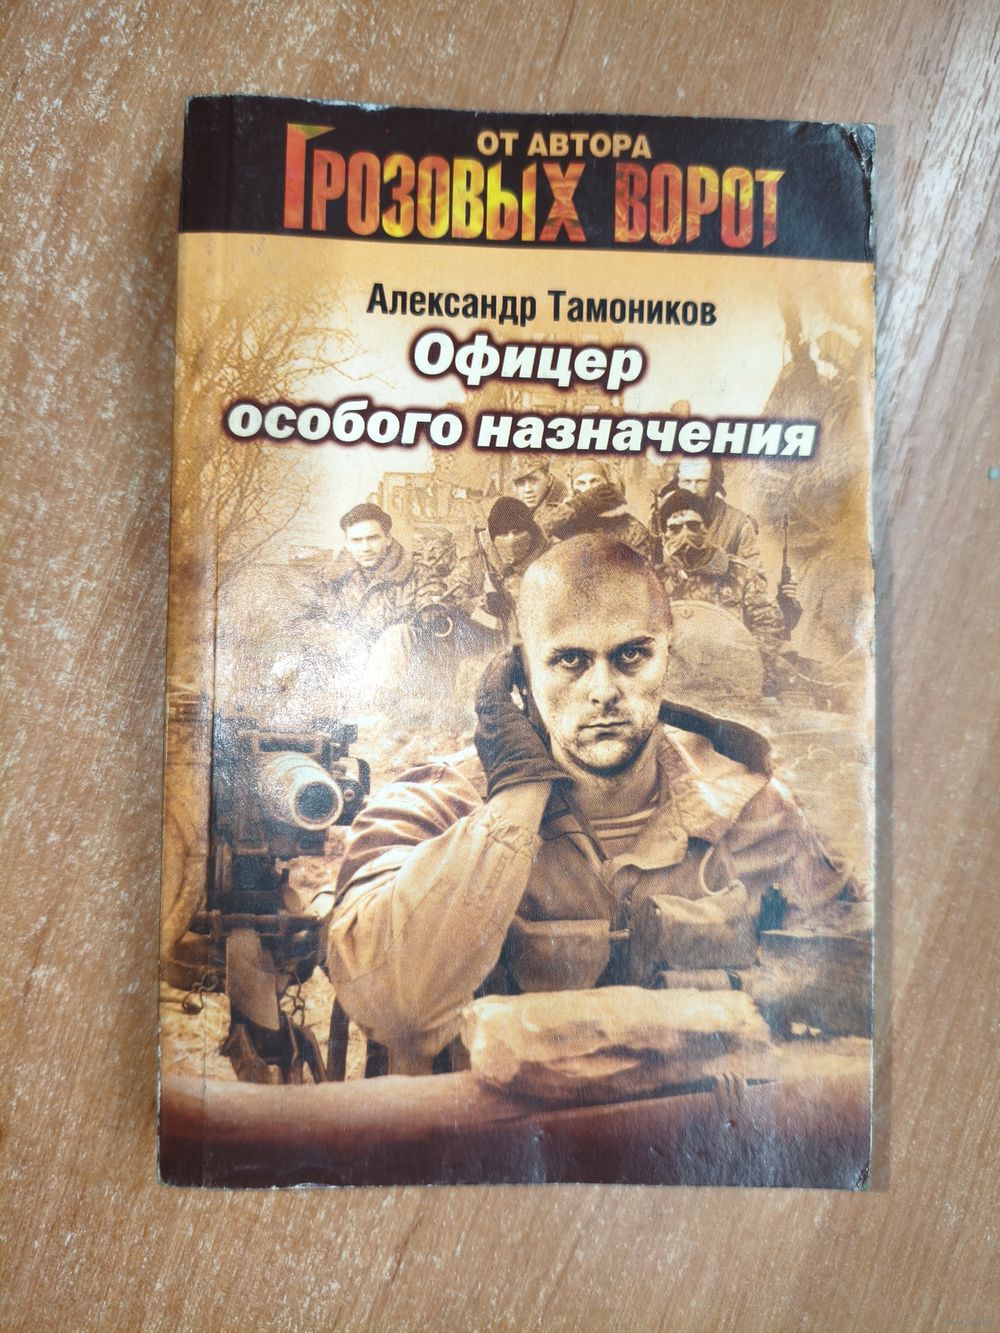 ОТ АВТОРА
ГРОЗОВЫХ ВОРОТ
Александр Тамоников
Офицер
особого назначения